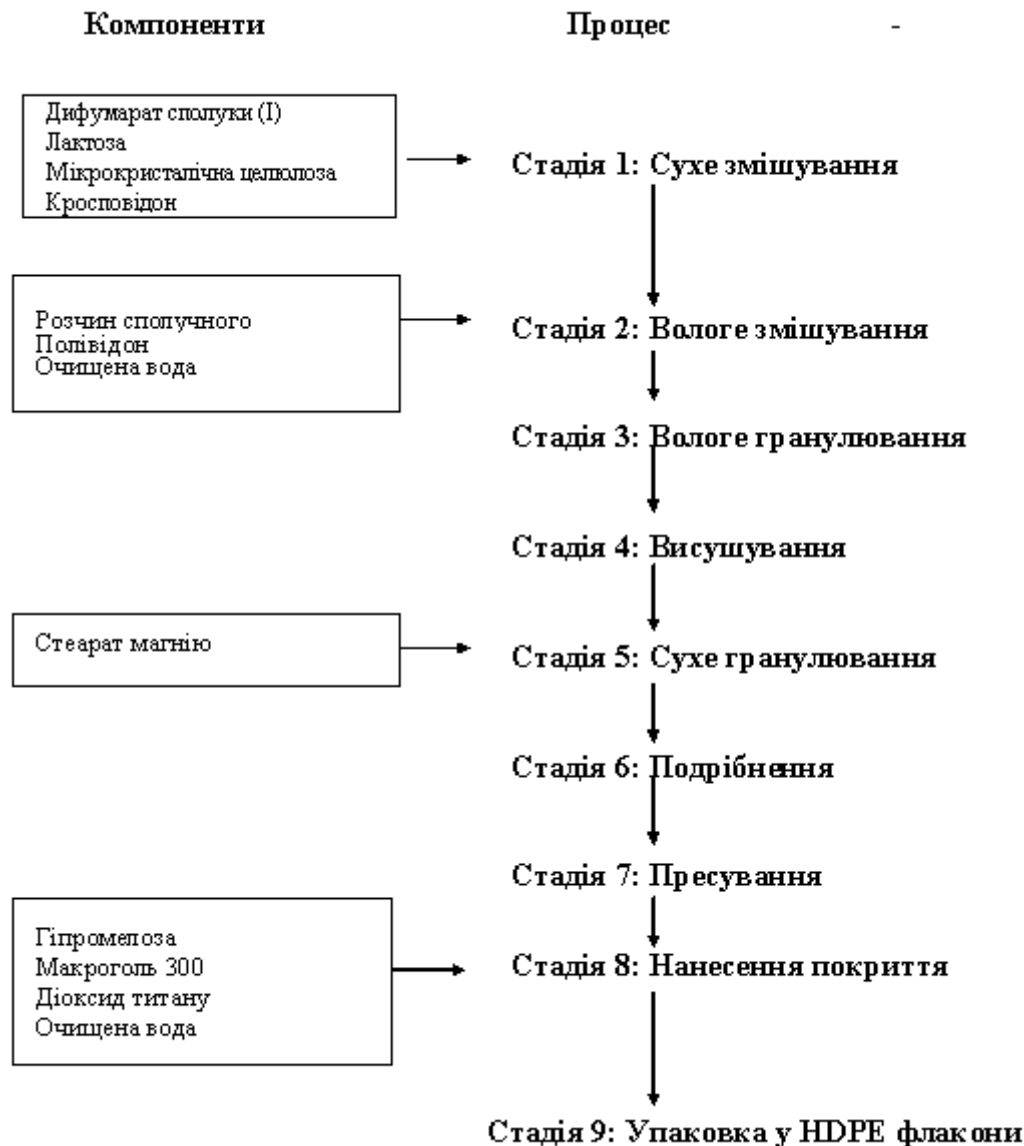 Компоненти
Процес
-
Дифумарат сполуки (I)
Лактоза
Мікрокристалічна целюлоза
Кросповідон
Стадія 1: Сухе змішування
Розчин сполучного
Полівідон
Очищена вода
Стадія 2: Вологе змішування
Стадія 3: Вологе гранулювання
Стадія 4: Висушування
Стеарат магнію
Стадія 5: Сухе гранулювання
Стадія 6: Подрібнення
Стадія 7: Пресування
Гіпромелоза
Макроголь 300
Діоксид титану
Очищена вода
Стадія 8: Нанесення покриття
Стадія 9: Упаковка у HDPE флакони